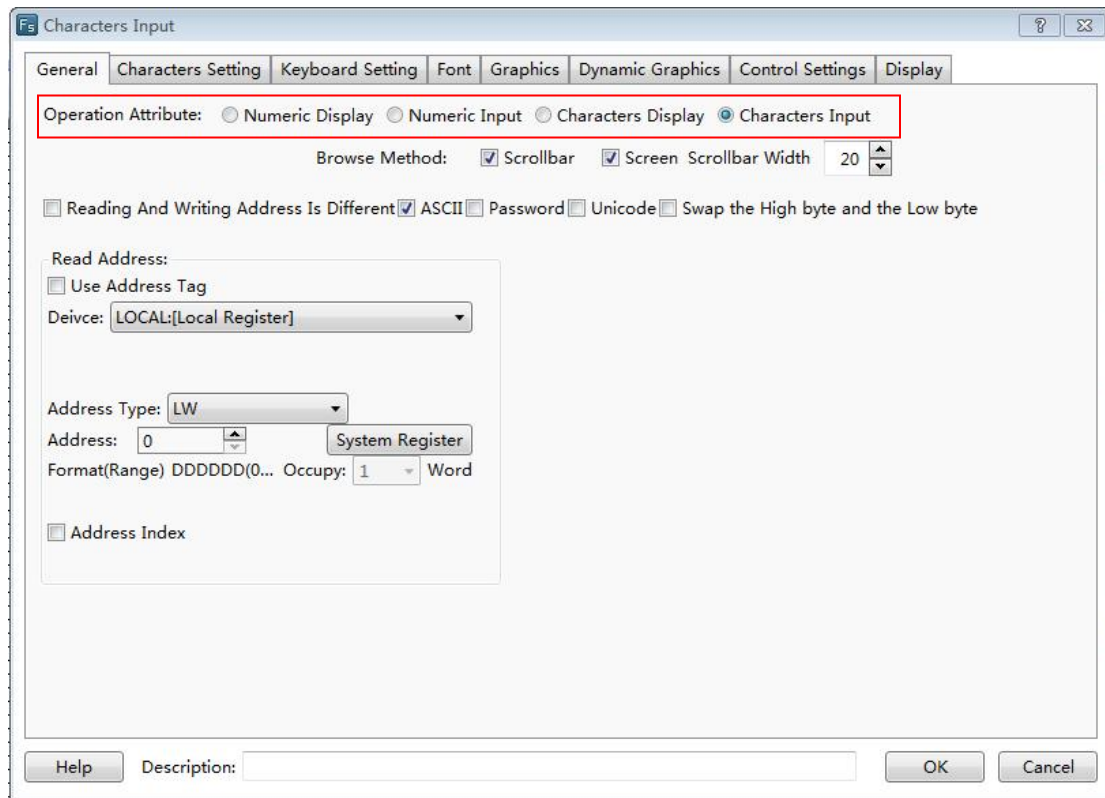 Fs Characters Input
General Characters Setting Keyboard Setting Font Graphics Dynamic Graphics Control Settings Display
Operation Attribute: Numeric Display Numeric Input Characters Display Characters Input
Browse Method: Scrollbar Screen Scrollbar Width 20
Reading And Writing Address Is Different ASCII Password Unicode Swap the High byte and the Low byte
Read Address:
Use Address Tag
Deivce: LOCAL:[Local Register]
Address Type: LW
Address: 0 System Register
Format(Range) DDDDDD(0... Occupy: 1 Word
Address Index
Help Description: OK Cancel